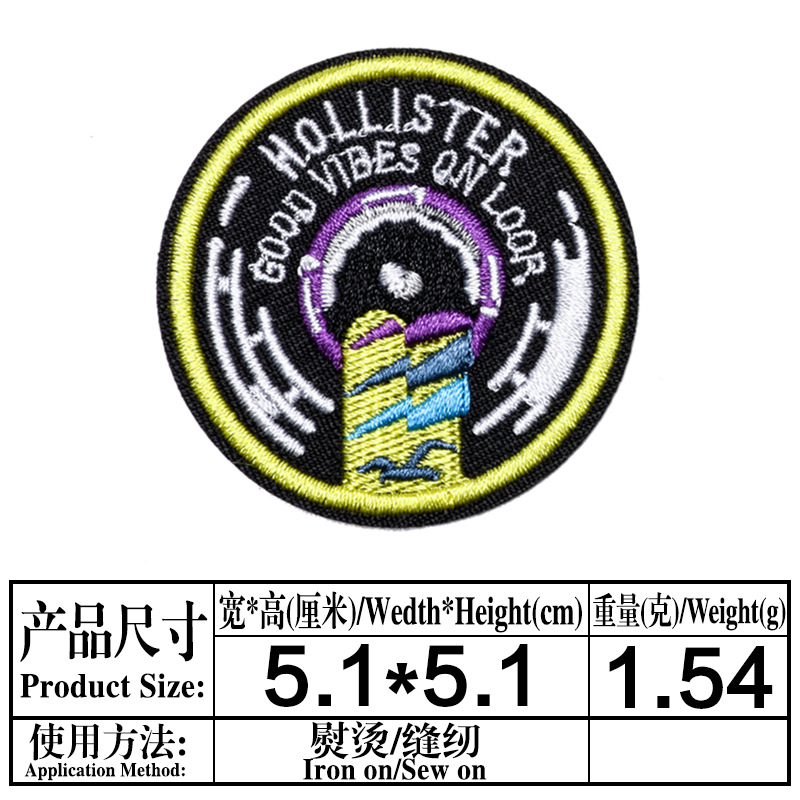 HOLLISTER
GOOD VIBES ON LOOR
产品尺寸
Product Size:
宽*高(厘米)/Wedth*Height(cm)
重量(克)/Weight(g)
5.1*5.1
1.54
使用方法:
Application Method:
熨烫/缝纫
Iron on/Sew on